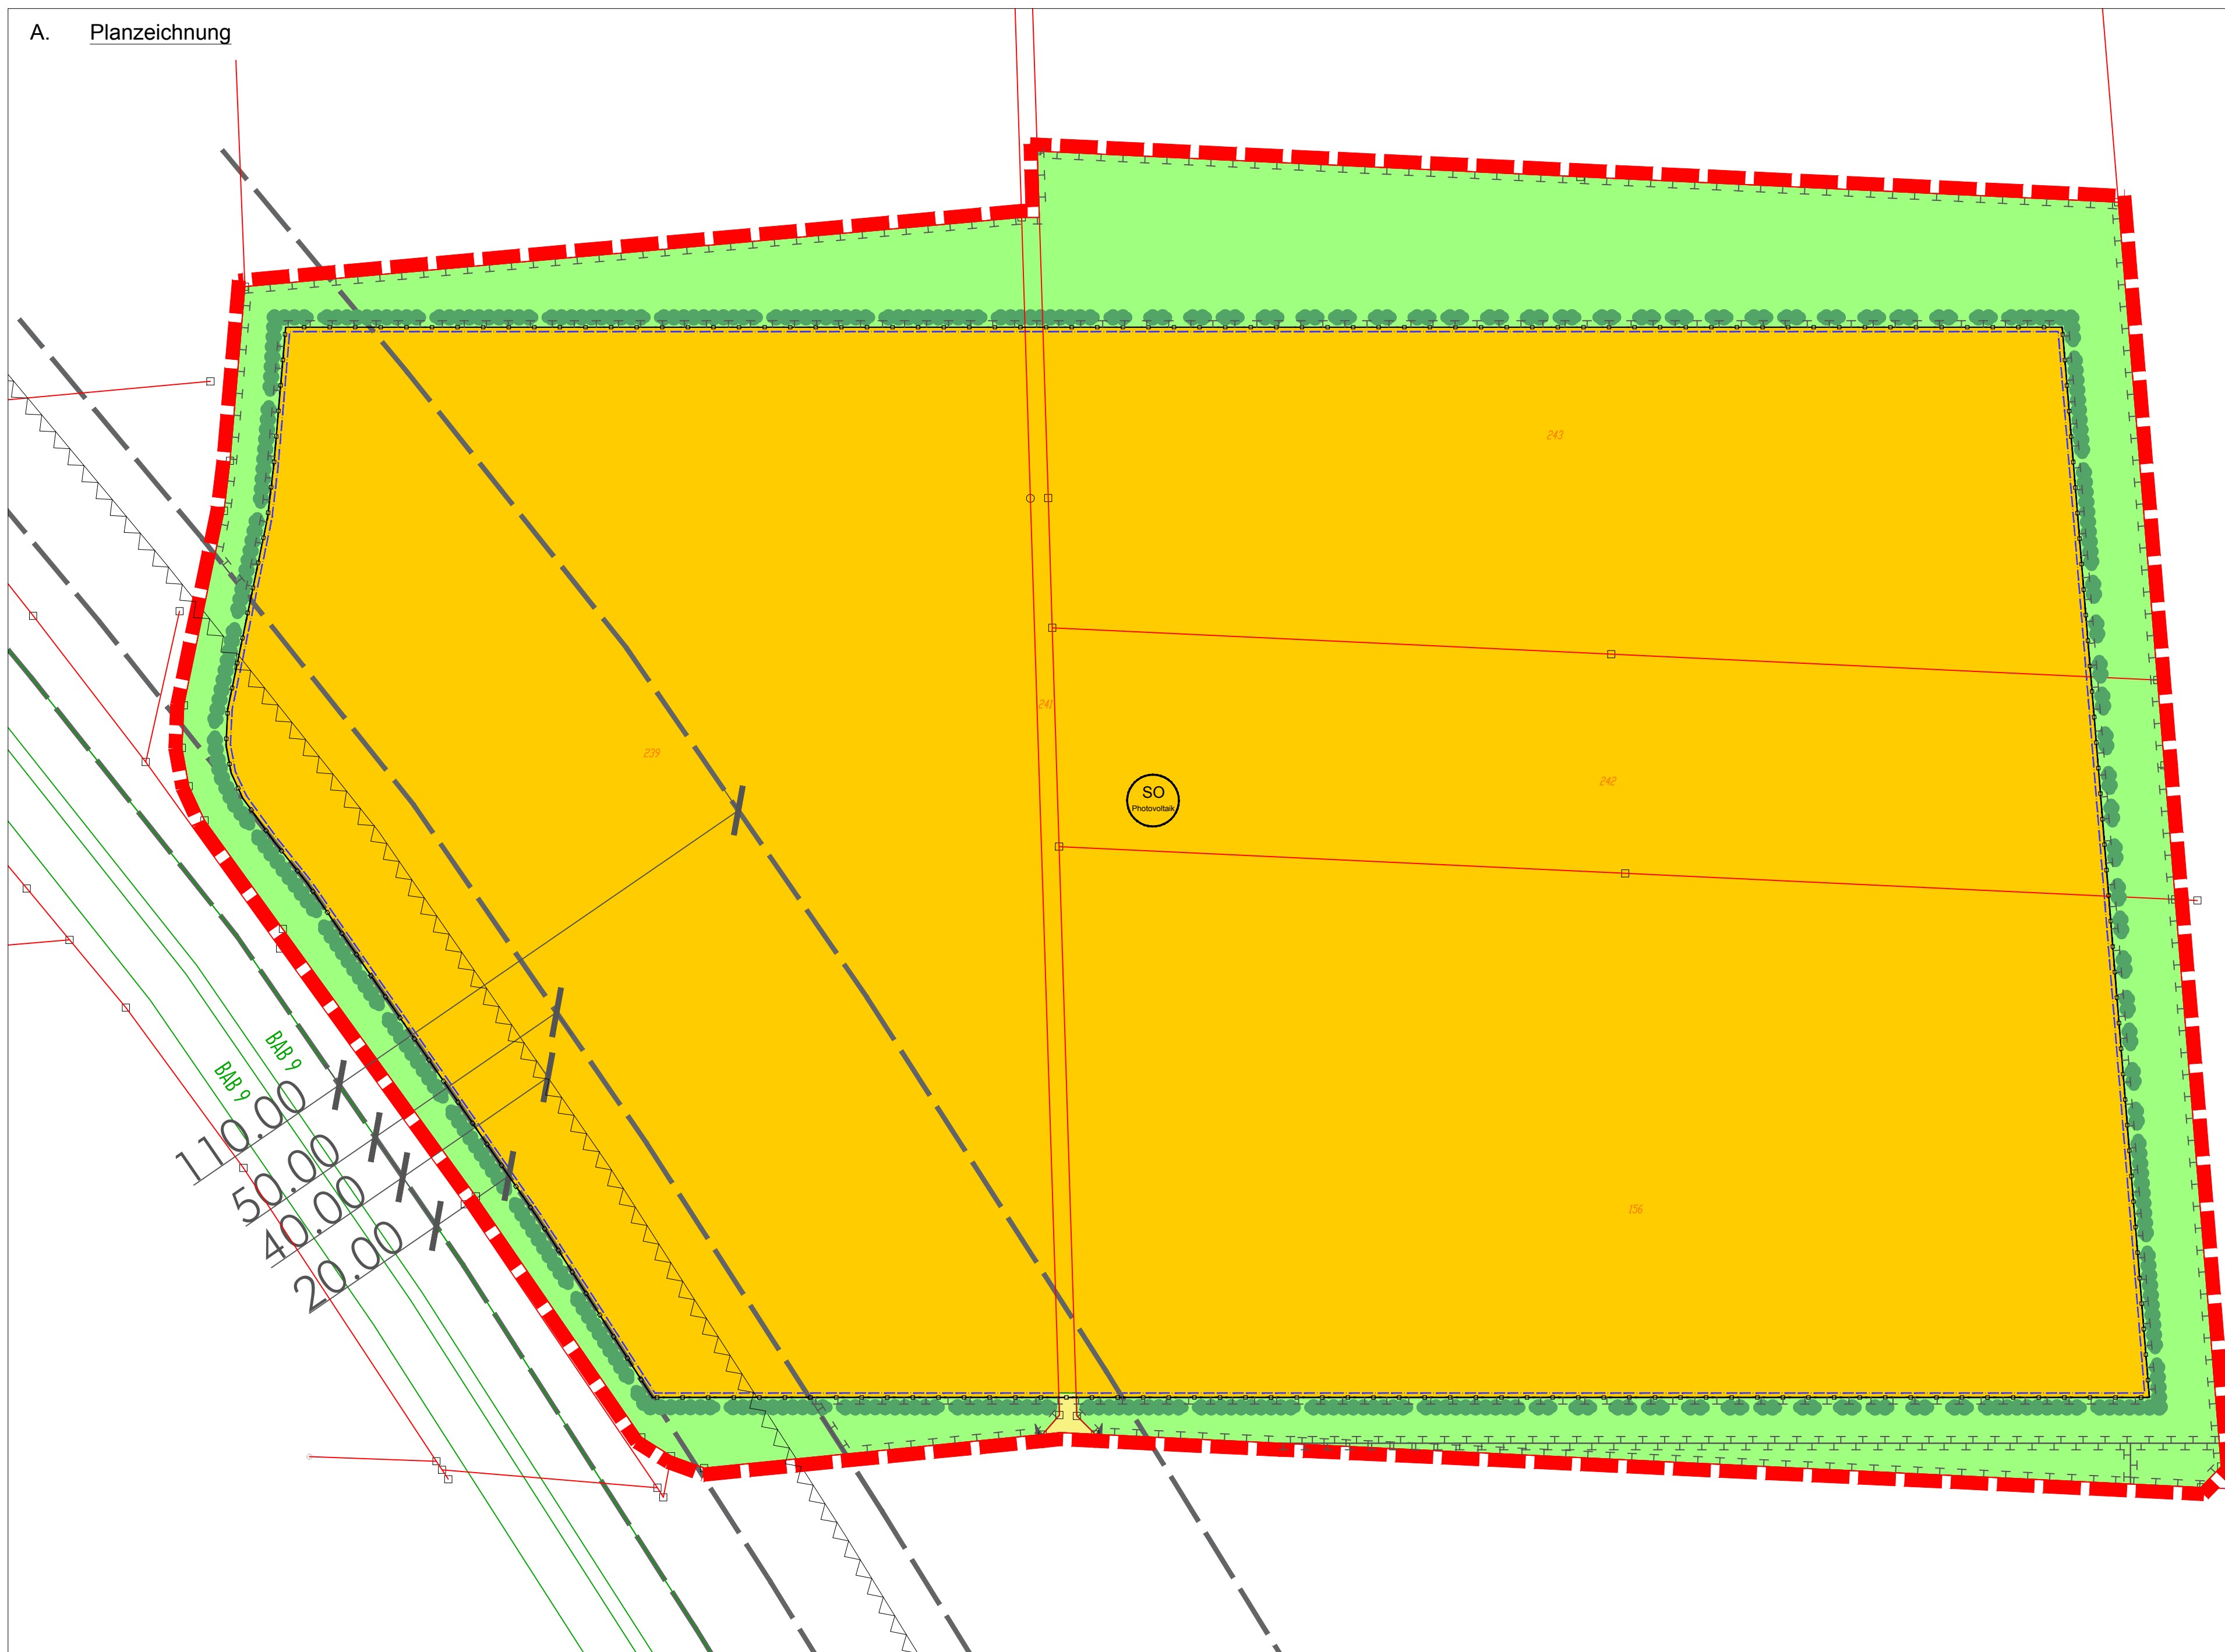 A. Planzeichnung
243
241
239
242
SO
Photovoltaik
BAB 9
BAB 9
110.00
50.00
40.00
20.00
156